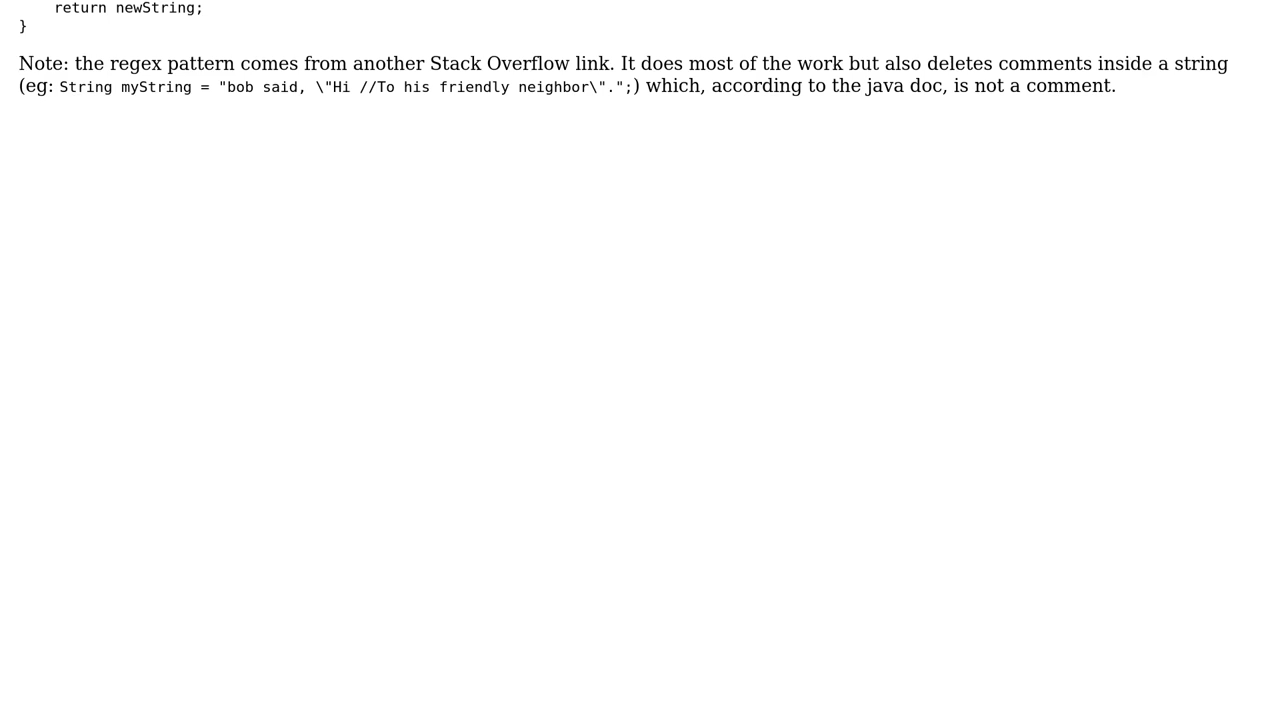 return newString;
}
Note: the regex pattern comes from another Stack Overflow link. It does most of the work but also deletes comments inside a string
(eg: String myString = "bob said, \"Hi //To his friendly neighbor\".";) which, according to the java doc, is not a comment.